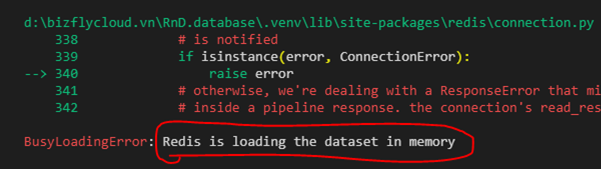 d:\bizflycloud.vn\RnD.database\.venv\lib\site-packages\redis\connection.py
338 # is notified
339 if isinstance(error, ConnectionError):
--> 340 raise error
341 # otherwise, we're dealing with a ResponseError that
342 # inside a pipeline response. the connection's
BusyLoadingError: Redis is loading the dataset in memory